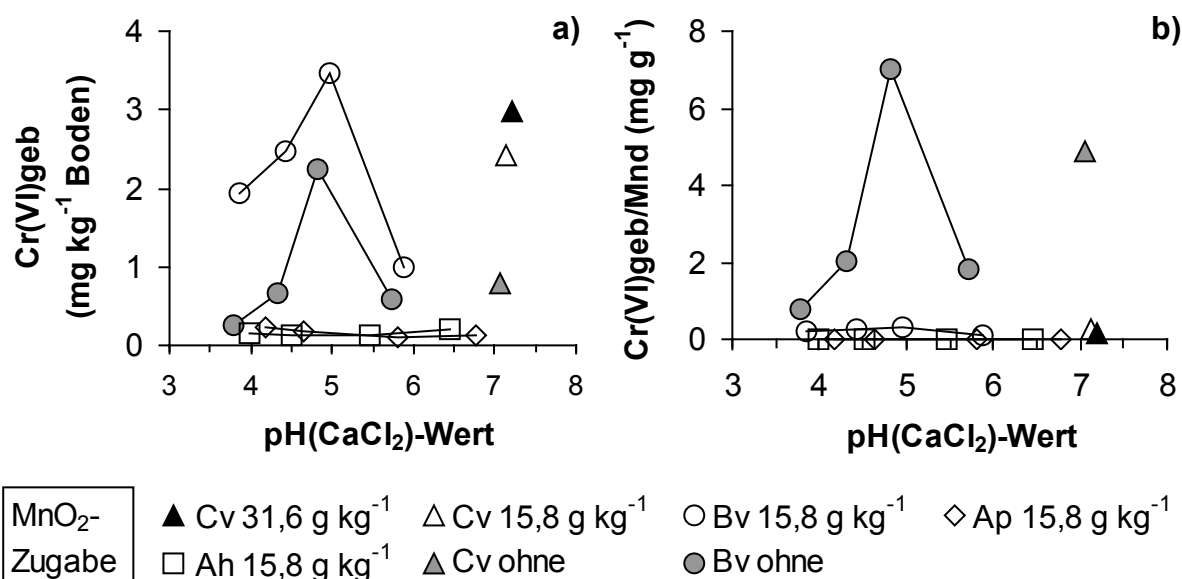 a)
4
3
2
1
0
3
4
5
6
7
8
Cr(VI)geb
(mg kg⁻¹ Boden)
pH(CaCl₂)-Wert
b)
8
6
4
2
0
3
4
5
6
7
8
Cr(VI)geb/Mnd (mg g⁻¹)
pH(CaCl₂)-Wert
MnO₂-
Zugabe
Cv 31,6 g kg⁻¹
Cv 15,8 g kg⁻¹
Bv 15,8 g kg⁻¹
Ap 15,8 g kg⁻¹
Ah 15,8 g kg⁻¹
Cv ohne
Bv ohne